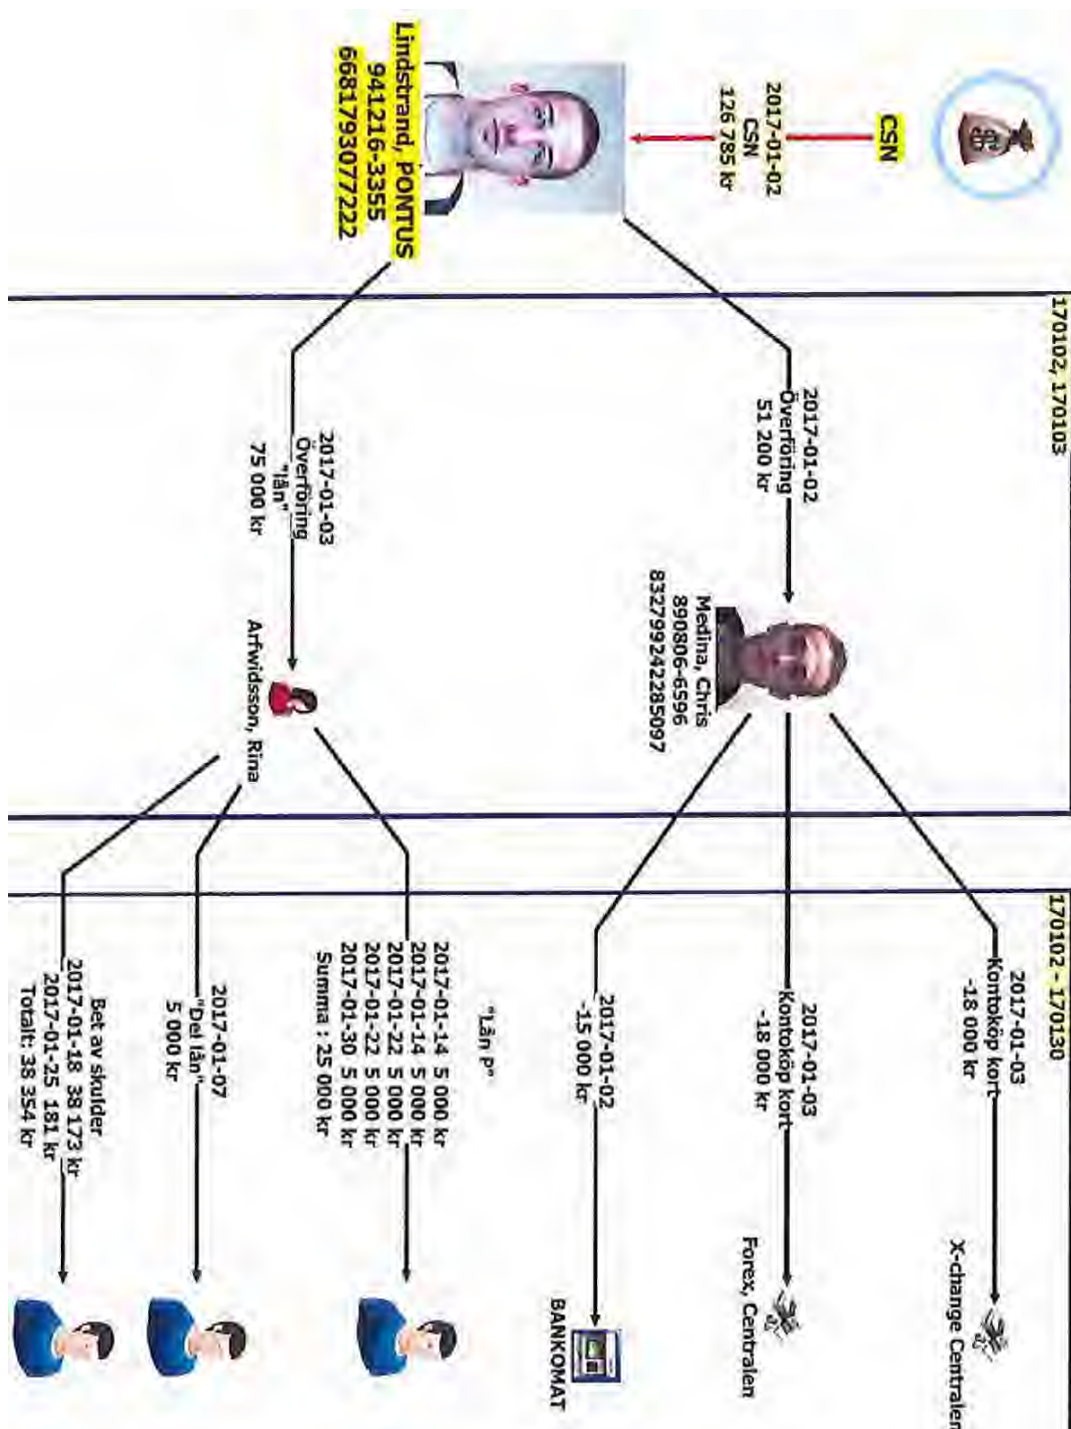 CSN
2017-01-02
CSN
126 785 kr
Lindstrand, PONTUS
941216-3355
668179307​7222
170102, 170103
2017-01-02
Överföring
51 200 kr
Medina, Chris
890806-6596
832799242285097
2017-01-03
Överföring
"lån"
75 000 kr
Arfwidsson, Rina
170102 - 170130
2017-01-03
Kontoköp kort
-18 000 kr
X-change Centralen
2017-01-03
Kontoköp kort
-18 000 kr
Forex, Centralen
2017-01-02
-15 000 kr
BANKOMAT
"Lån P"
2017-01-14 5 000 kr
2017-01-14 5 000 kr
2017-01-22 5 000 kr
2017-01-22 5 000 kr
2017-01-30 5 000 kr
Summa : 25 000 kr
2017-01-07
"Del lån"
5 000 kr
Bet av skulder
2017-01-18 38 173 kr
2017-01-25 181 kr
Totalt: 38 354 kr